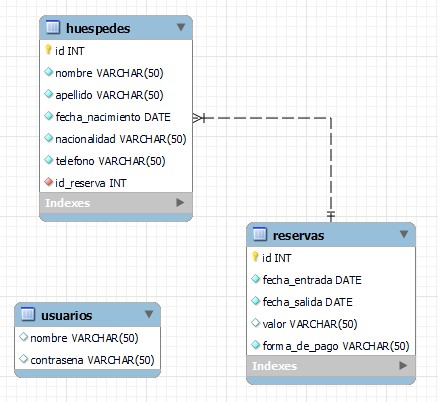 huespedes
id INT
nombre VARCHAR(50)
apellido VARCHAR(50)
fecha_nacimiento DATE
nacionalidad VARCHAR(50)
telefono VARCHAR(50)
id_reserva INT
Indexes
reservas
id INT
fecha_entrada DATE
fecha_salida DATE
valor VARCHAR(50)
forma_de_pago VARCHAR(50)
Indexes
usuarios
nombre VARCHAR(50)
contrasena VARCHAR(50)